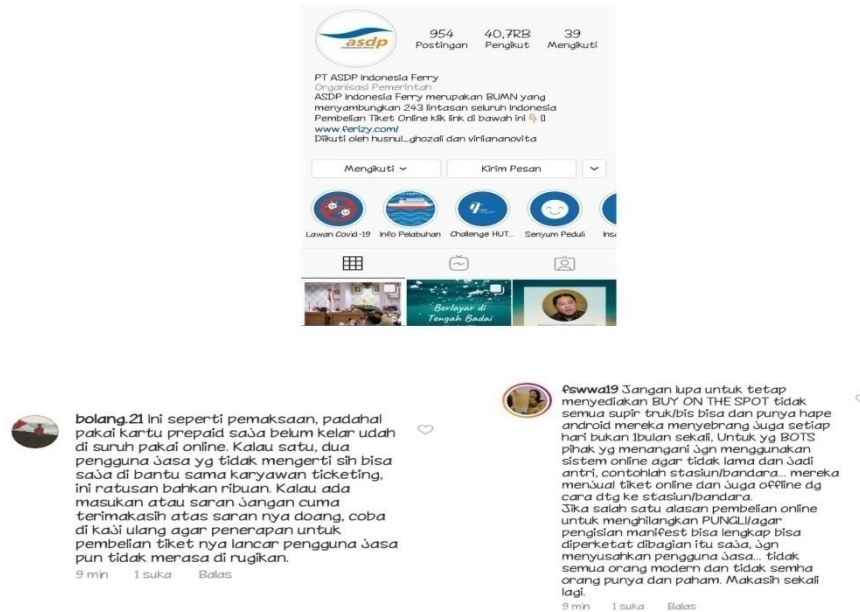 asdp
954 40,7RB 39
Postingan Pengikut Mengikuti
PT ASDP Indonesia Ferry
Organisasi Pemerintah
ASDP Indonesia Ferry merupakan BUMN yang
menyambungkan 243 lintasan seluruh Indonesia
Pembelian Tiket Online klik link di bawah ini
www.ferizy.com/
Diikuti oleh husnul_ghozali dan virliananovita
Mengikuti Kirim Pesan
Lawan Covid-19 Info Pelabuhan Challenge HUT... Senyum Peduli Insa
Berlayar di
Tengah Badai
bolang.21 Ini seperti pemaksaan, padahal
pakai kartu prepaid saja belum kelar udah
di suruh pakai online. Kalau satu, dua
pengguna jasa yg tidak mengerti sih bisa
saja di bantu sama karyawan ticketing,
ini ratusan bahkan ribuan. Kalau ada
masukan atau saran jangan cuma
terimakasih atas saran nya doang, coba
di kaji ulang agar penerapan untuk
pembelian tiket nya lancar pengguna jasa
pun tidak merasa di rugikan.
9 min 1 suka Balas
fswwa19 Jangan lupa untuk tetap
menyediakan BUY ON THE SPOT tidak
semua supir truk/bis bisa dan punya hape
android mereka menyebrang juga setiap
hari bukan 1bulan sekali, Untuk yg BOTS
pihak yg menangani jgn menggunakan
sistem online agar tidak lama dan jadi
antri, contohlah stasiun/bandara... mereka
menjual tiket online dan juga offline dg
cara dtg ke stasiun/bandara.
Jika salah satu alasan pembelian online
untuk menghilangkan PUNGLI/agar
pengisian manifest bisa lengkap bisa
diperketat dibagian itu saja, jgn
menyusahkan pengguna jasa... tidak
semua orang modern dan tidak semha
orang punya dan paham. Makasih sekali
lagi.
9 min 1 suka Balas